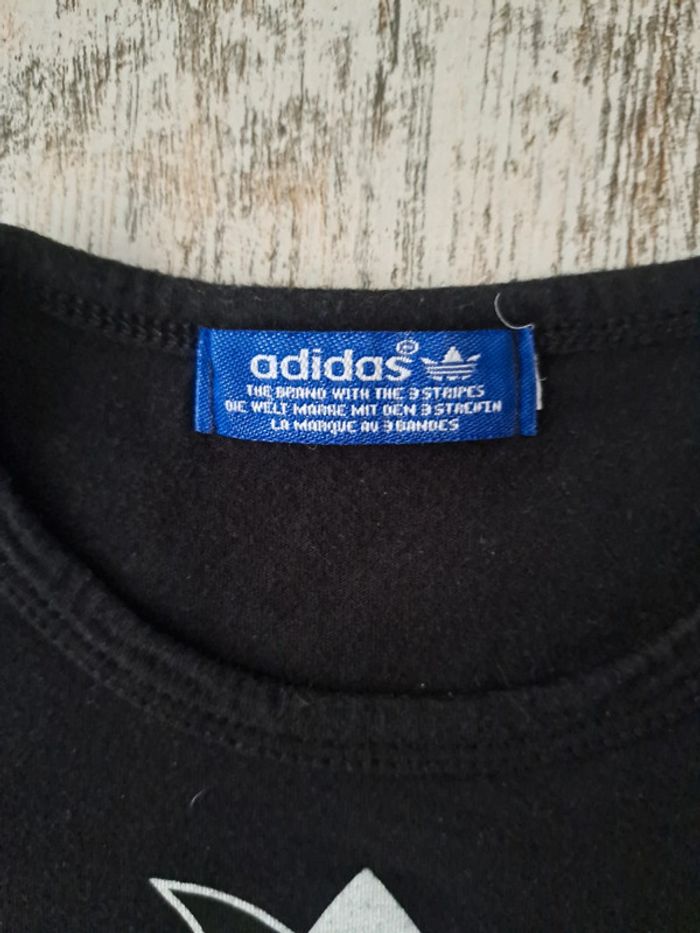 adidas®
THE BRAND WITH THE 3 STRIPES
DIE WELT MARKE MIT DEN 3 STREIFEN
LA MARQUE AU 3 BANDES